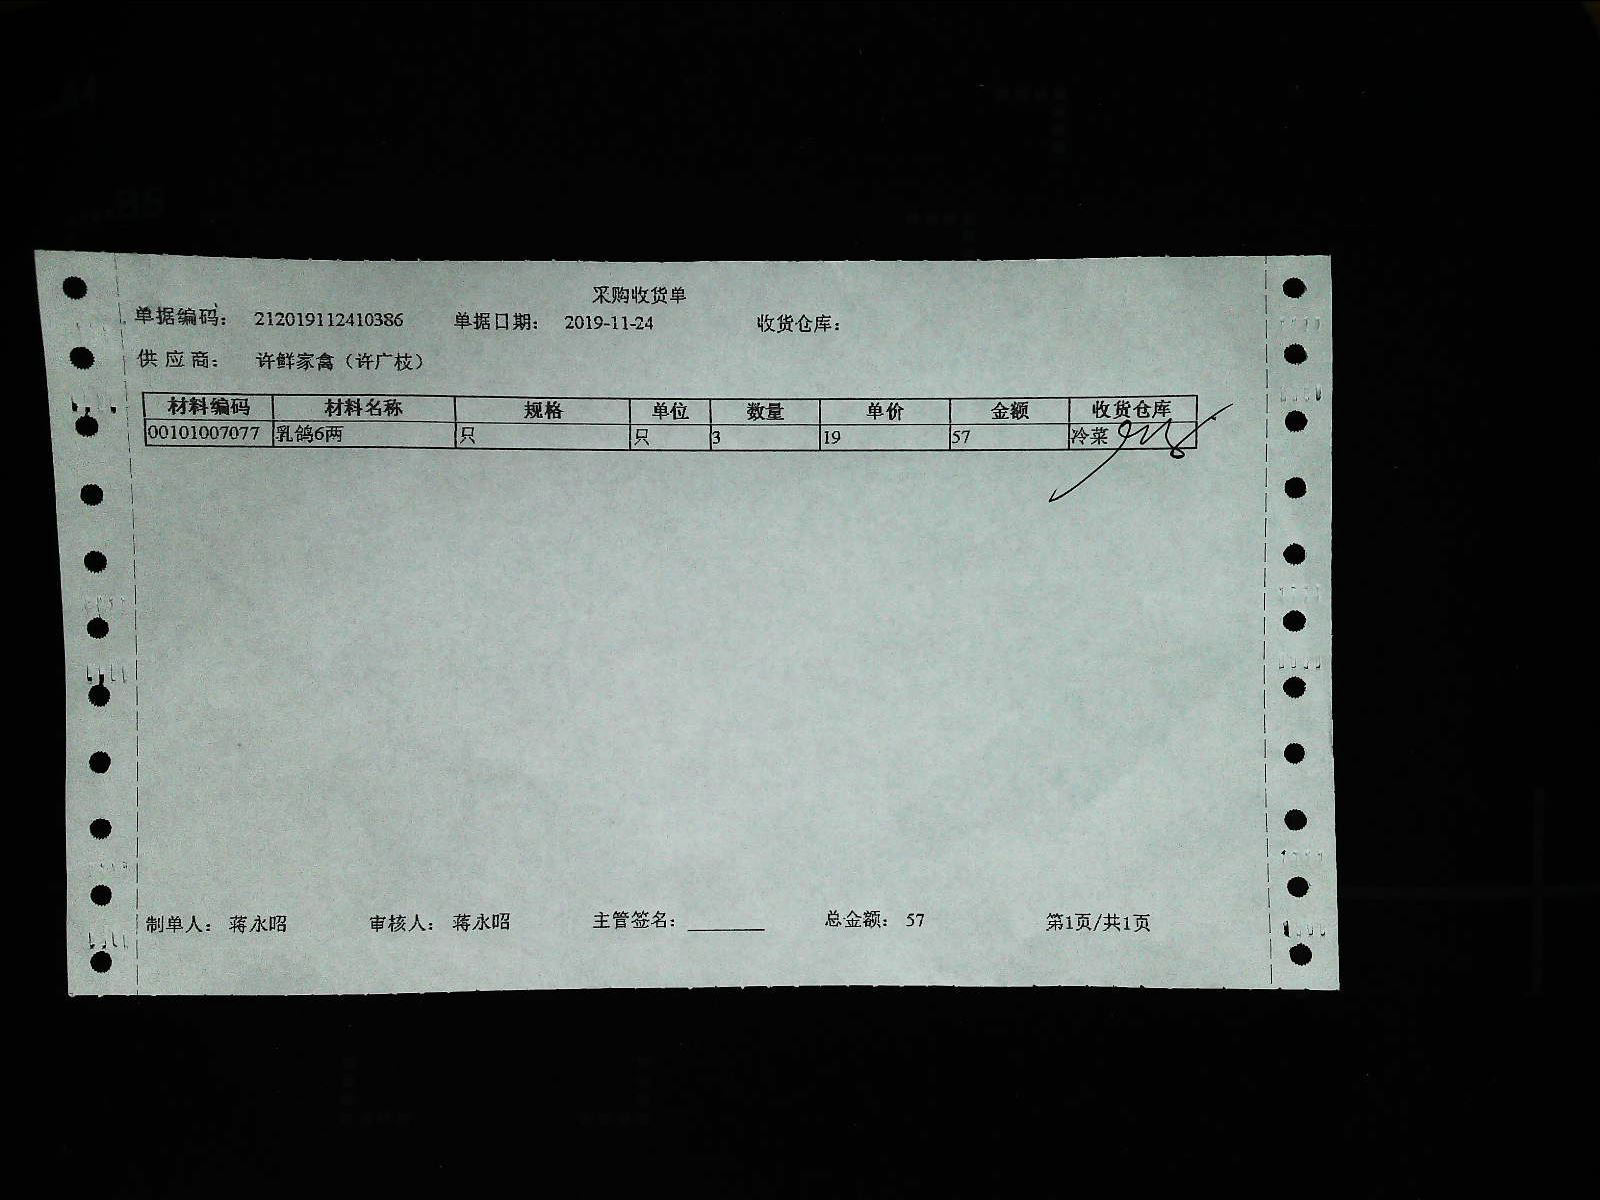 采购收货单
单据编码： 212019112410386 单据日期： 2019-11-24 收货仓库：
供应商： 许鲜家禽（许广枝）
材料编码 材料名称 规格 单位 数量 单价 金额 收货仓库
00101007077 乳鸽6两 只 只 3 19 57 冷菜
制单人： 蒋永昭 审核人： 蒋永昭 主管签名： ________ 总金额： 57 第1页/共1页